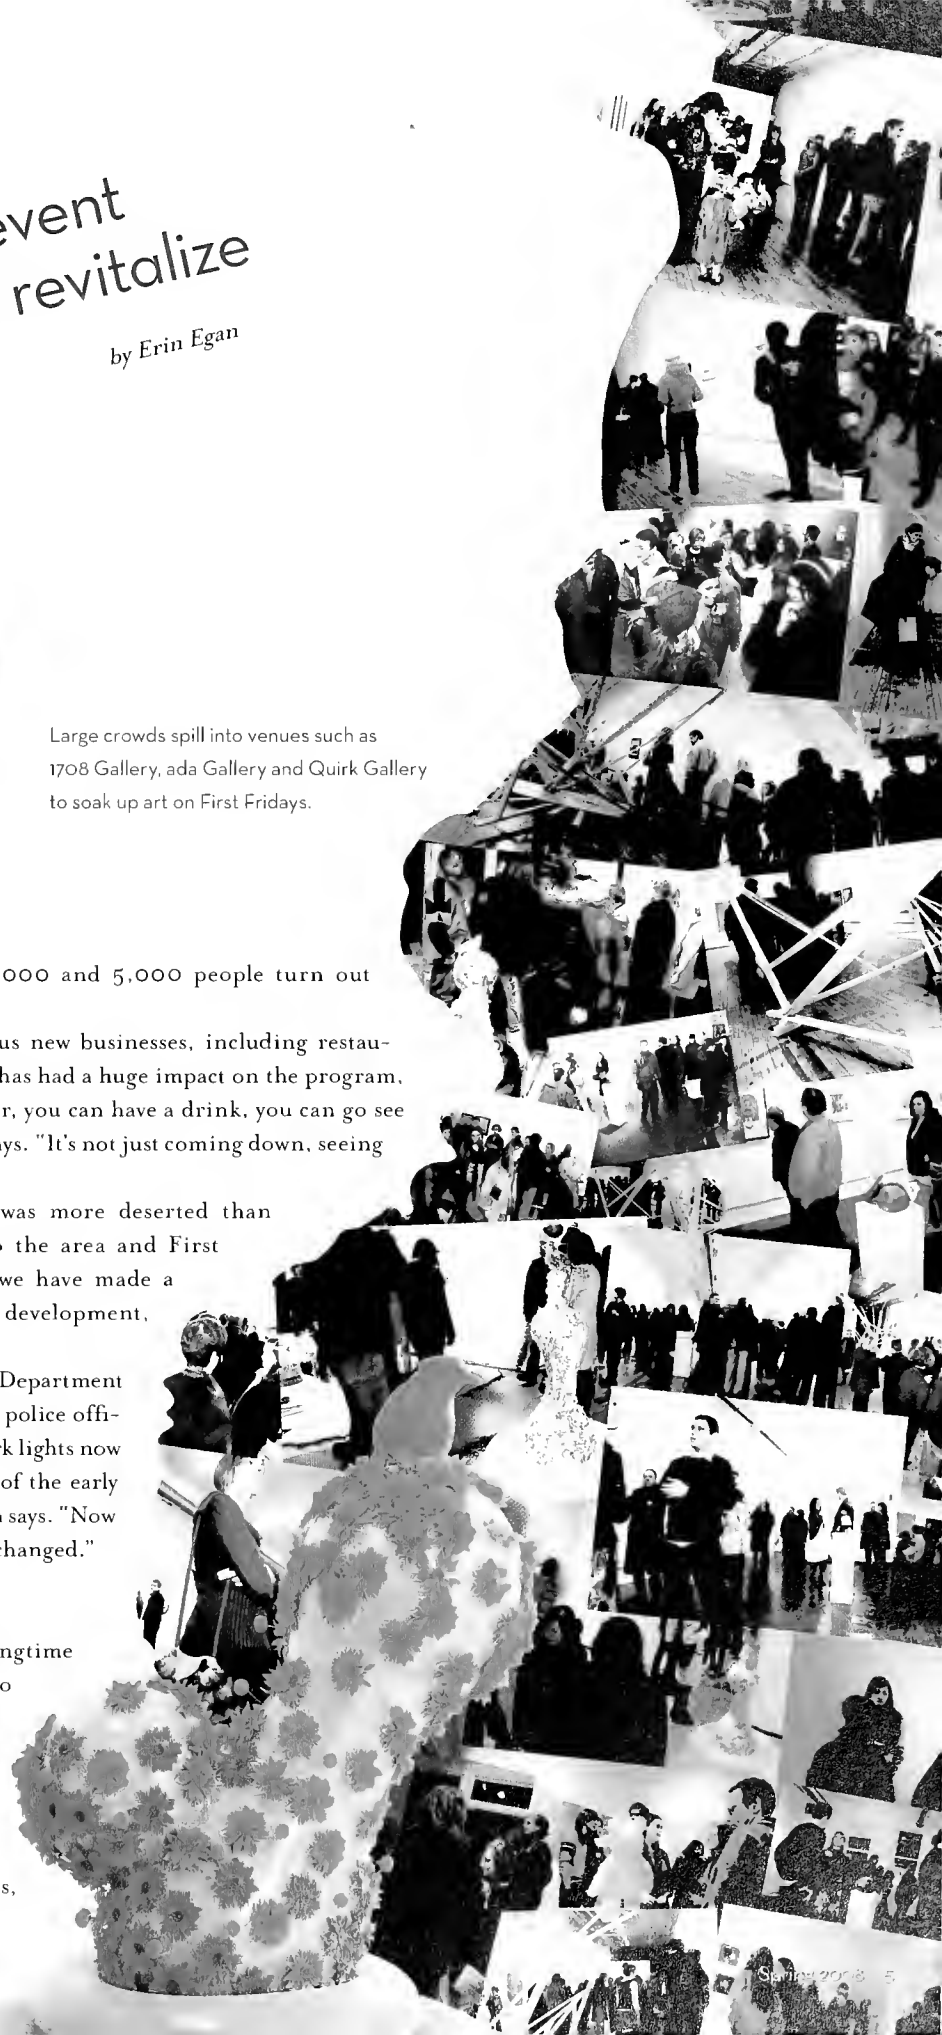 event
revitalize
by Erin Egan
Large crowds spill into venues such as
1708 Gallery, ada Gallery and Quirk Gallery
to soak up art on First Fridays.
000 and 5,000 people turn out
us new businesses, including restau-
has had a huge impact on the program,
r, you can have a drink, you can go see
ys. "It's not just coming down, seeing
was more deserted than
the area and First
we have made a
development,
Department
police offi-
k lights now
of the early
says. "Now
changed."
ngtime
o
s,
Spring 2008 5